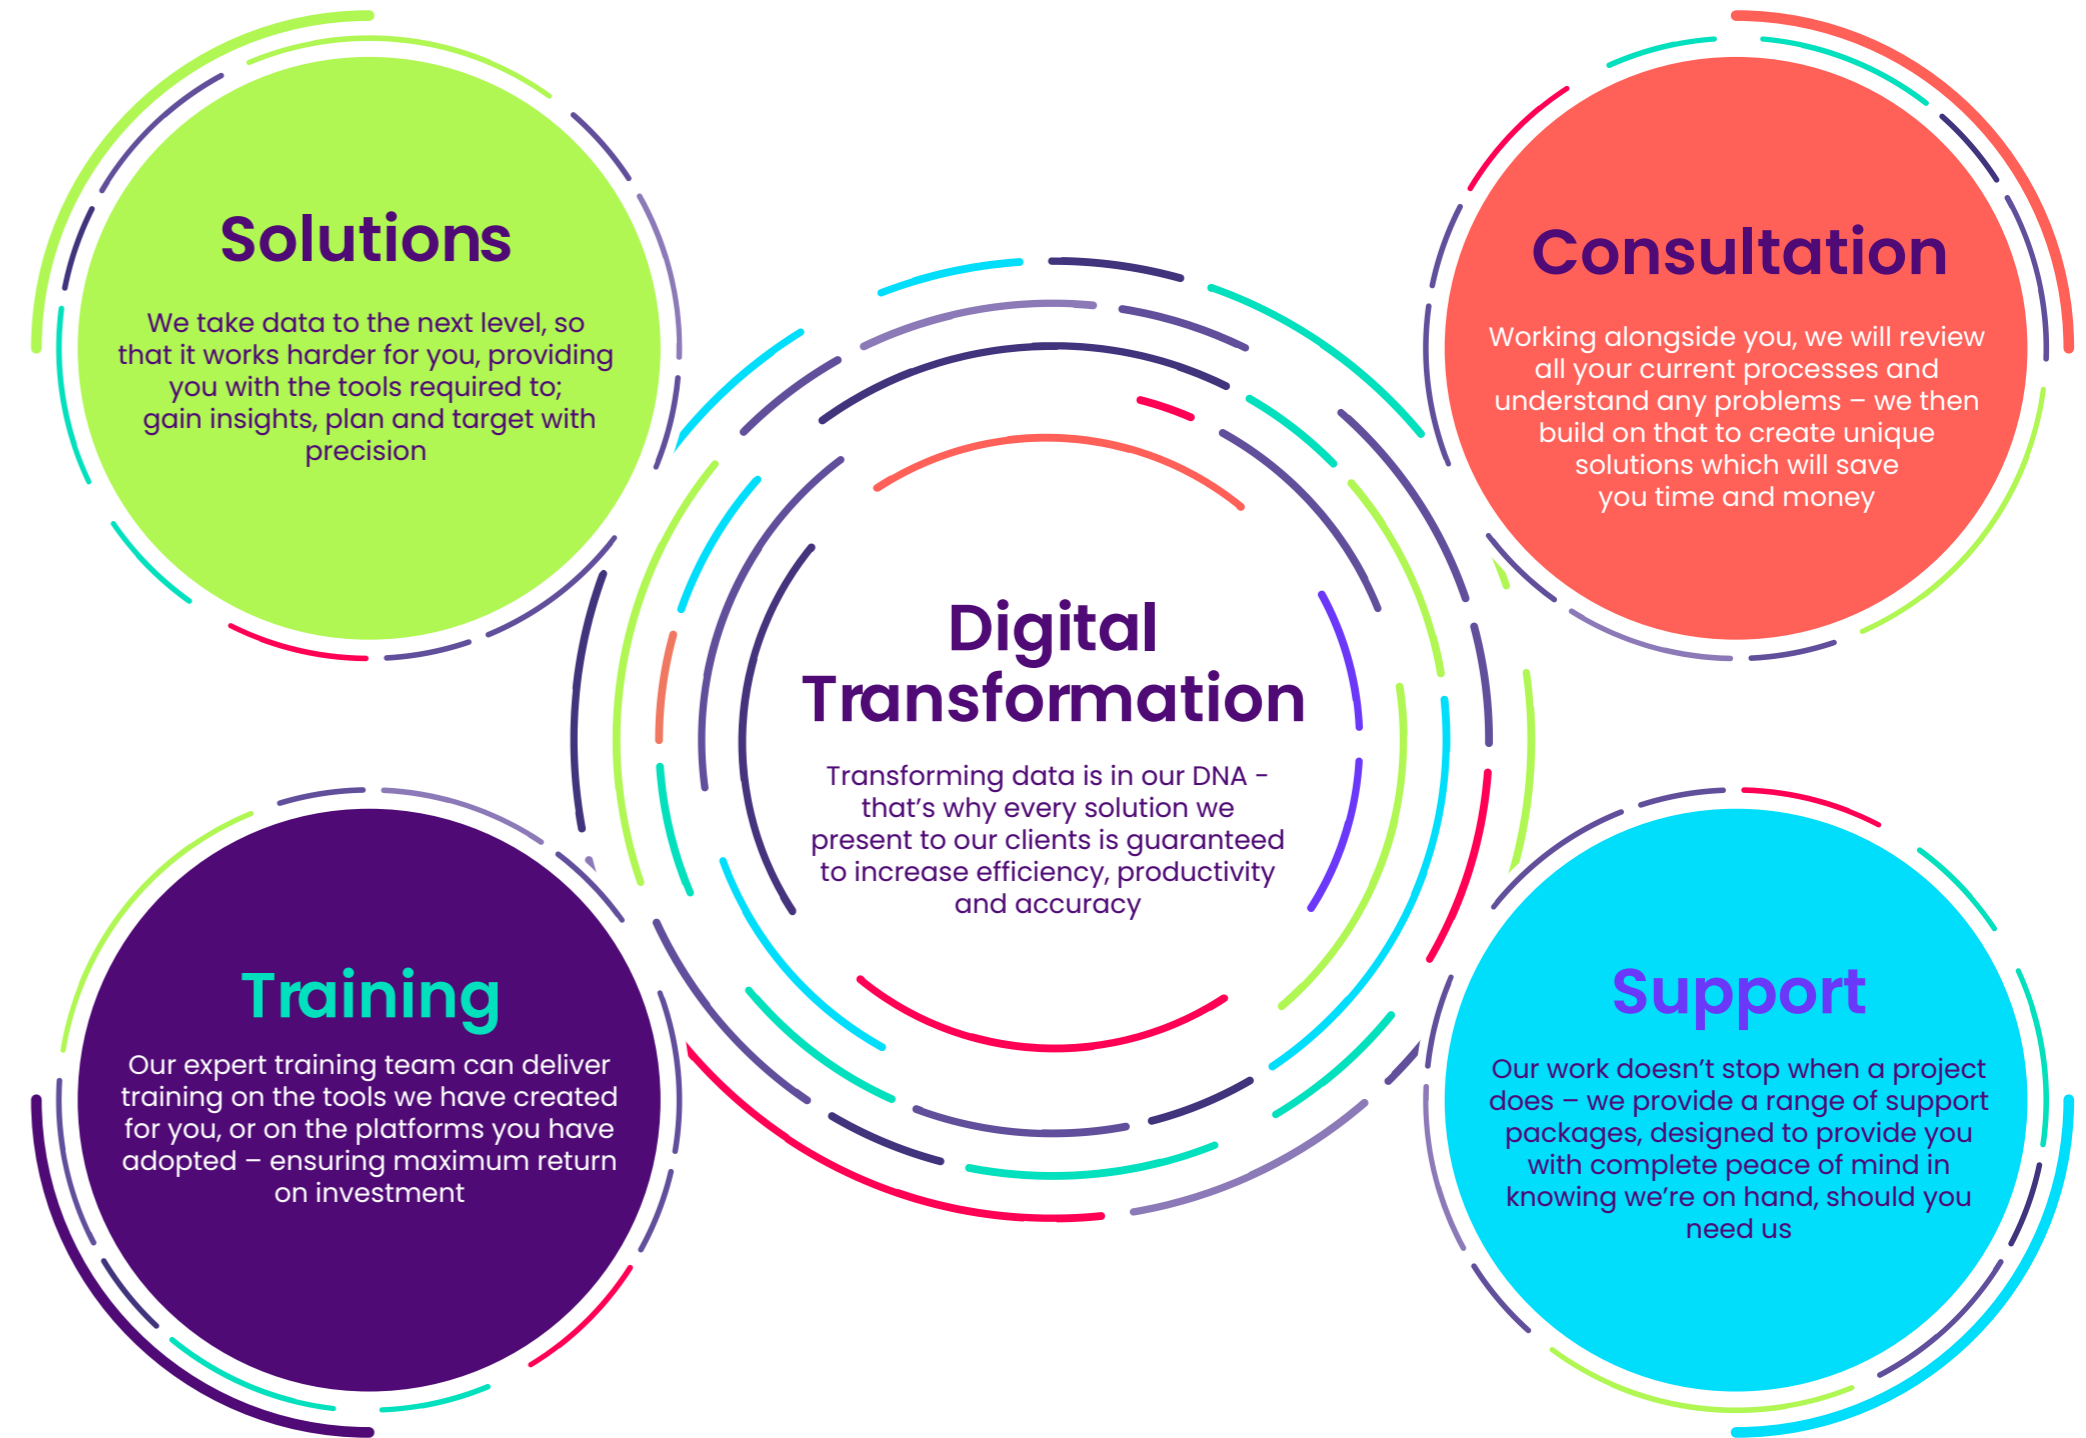 Solutions
We take data to the next level, so
that it works harder for you, providing
you with the tools required to;
gain insights, plan and target with
precision
Consultation
Working alongside you, we will review
all your current processes and
understand any problems – we then
build on that to create unique
solutions which will save
you time and money
Digital
Transformation
Transforming data is in our DNA -
that’s why every solution we
present to our clients is guaranteed
to increase efficiency, productivity
and accuracy
Training
Our expert training team can deliver
training on the tools we have created
for you, or on the platforms you have
adopted – ensuring maximum return
on investment
Support
Our work doesn’t stop when a project
does – we provide a range of support
packages, designed to provide you
with complete peace of mind in
knowing we’re on hand, should you
need us